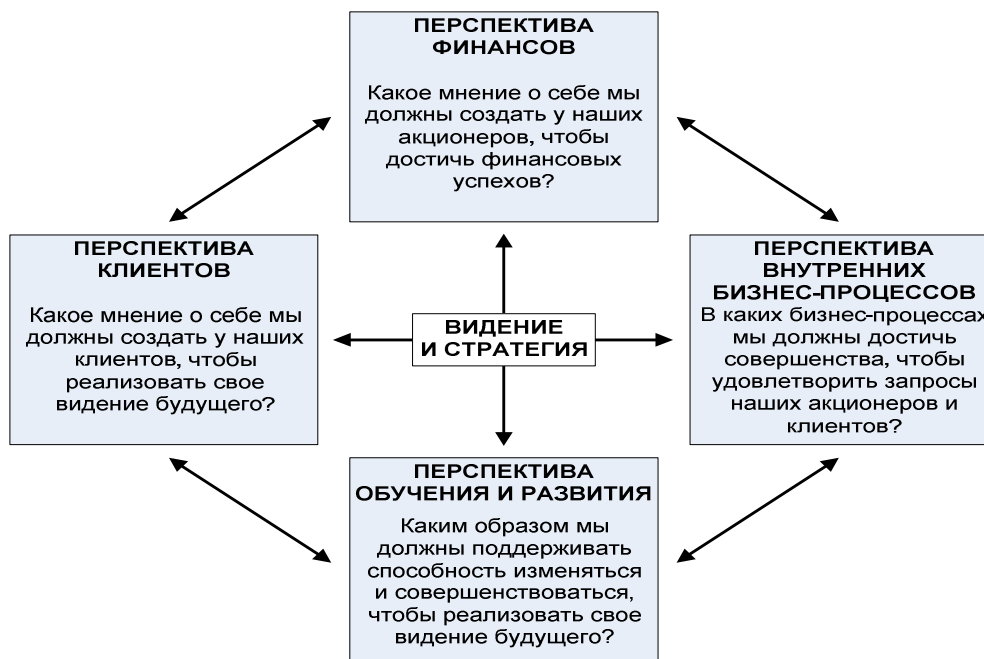 ПЕРСПЕКТИВА
ФИНАНСОВ
Какое мнение о себе мы
должны создать у наших
акционеров, чтобы
достичь финансовых
успехов?
ПЕРСПЕКТИВА
КЛИЕНТОВ
Какое мнение о себе мы
должны создать у наших
клиентов, чтобы
реализовать свое
видение будущего?
ВИДЕНИЕ
И СТРАТЕГИЯ
ПЕРСПЕКТИВА
ВНУТРЕННИХ
БИЗНЕС-ПРОЦЕССОВ
В каких бизнес-процессах
мы должны достичь
совершенства, чтобы
удовлетворить запросы
наших акционеров и
клиентов?
ПЕРСПЕКТИВА
ОБУЧЕНИЯ И РАЗВИТИЯ
Каким образом мы
должны поддерживать
способность изменяться
и совершенствоваться,
чтобы реализовать свое
видение будущего?